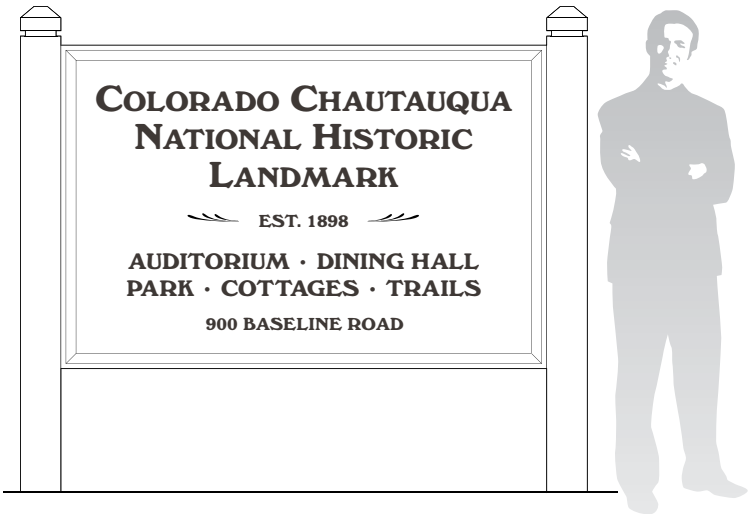 COLORADO CHAUTAUQUA
NATIONAL HISTORIC
LANDMARK
EST. 1898
AUDITORIUM · DINING HALL
PARK · COTTAGES · TRAILS
900 BASELINE ROAD